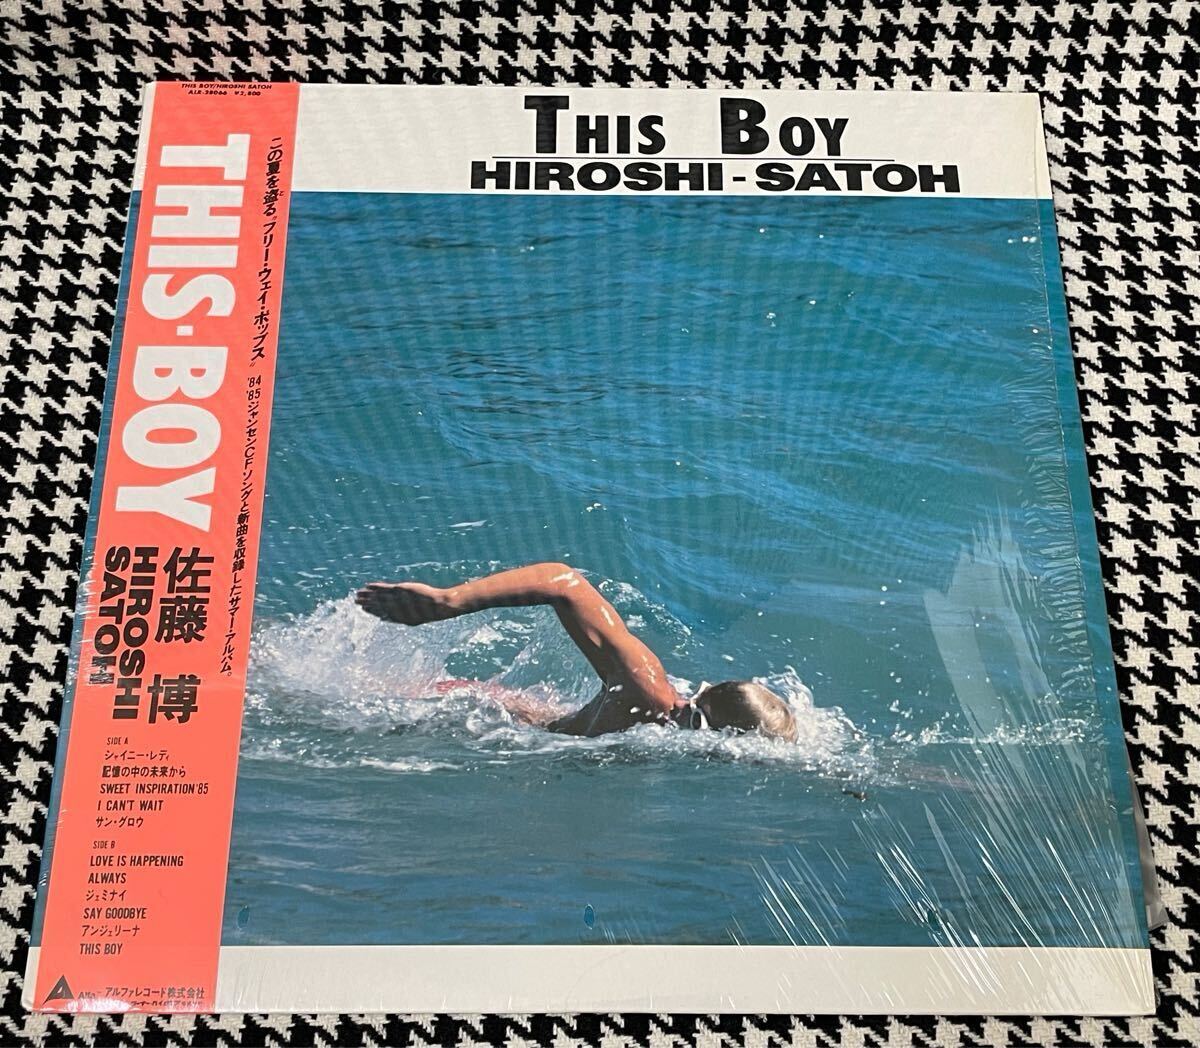 THIS BOY/HIROSHI SATOH
ALR-28066 ¥2,800
THIS BOY
HIROSHI-SATOH
THIS・BOY
佐藤 博
HIROSHI
SATOH
この夏を盗る“フリー・ウェイ・ポップス”
'84
'85ジャンセンCFソングと新曲を収録したサマー・アルバム。
SIDE A
シャイニー・レディ
記憶の中の未来から
SWEET INSPIRATION'85
I CAN'T WAIT
サン・グロウ
SIDE B
LOVE IS HAPPENING
ALWAYS
ジェミナイ
SAY GOODBYE
アンジェリーナ
THIS BOY
Alfa アルファレコード株式会社